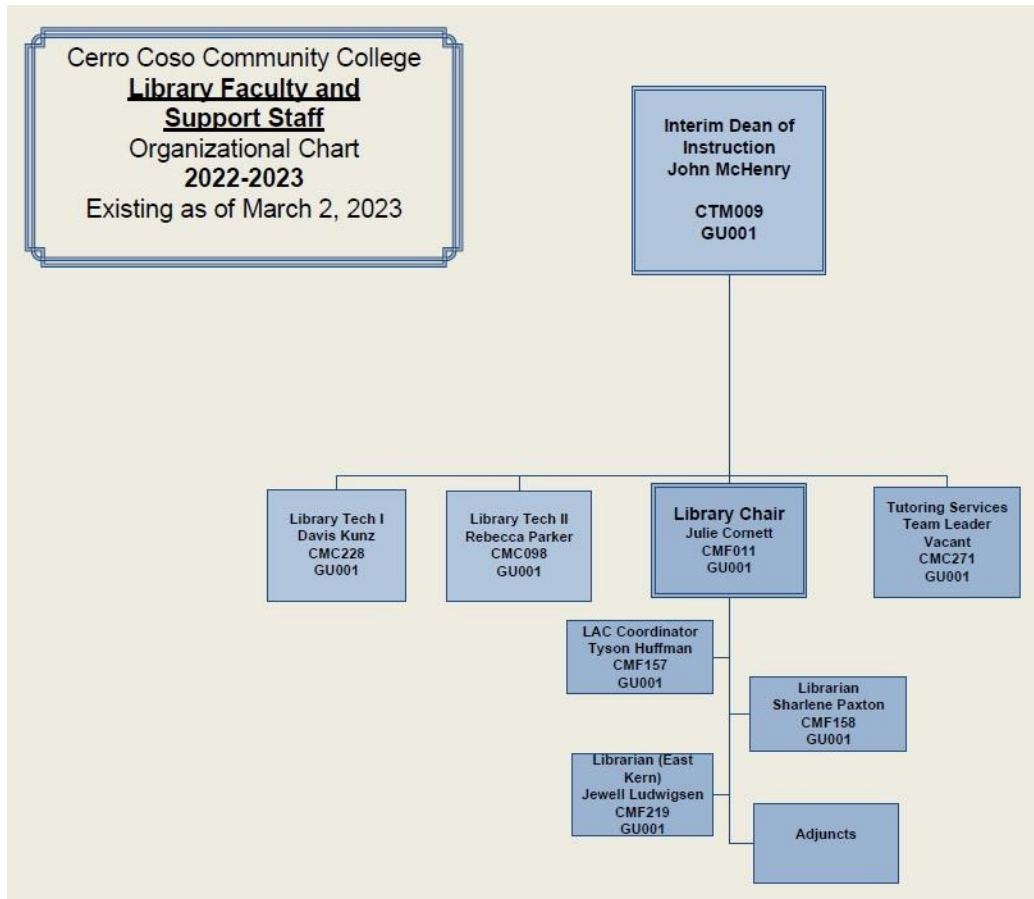 Cerro Coso Community College
Library Faculty and
Support Staff
Organizational Chart
2022-2023
Existing as of March 2, 2023
Interim Dean of
Instruction
John McHenry
CTM009
GU001
Library Tech I
Davis Kunz
CMC228
GU001
Library Tech II
Rebecca Parker
CMC098
GU001
Library Chair
Julie Cornett
CMF011
GU001
Tutoring Services
Team Leader
Vacant
CMC271
GU001
LAC Coordinator
Tyson Huffman
CMF157
GU001
Librarian
Sharlene Paxton
CMF158
GU001
Librarian (East
Kern)
Jewell Ludwigsen
CMF219
GU001
Adjuncts